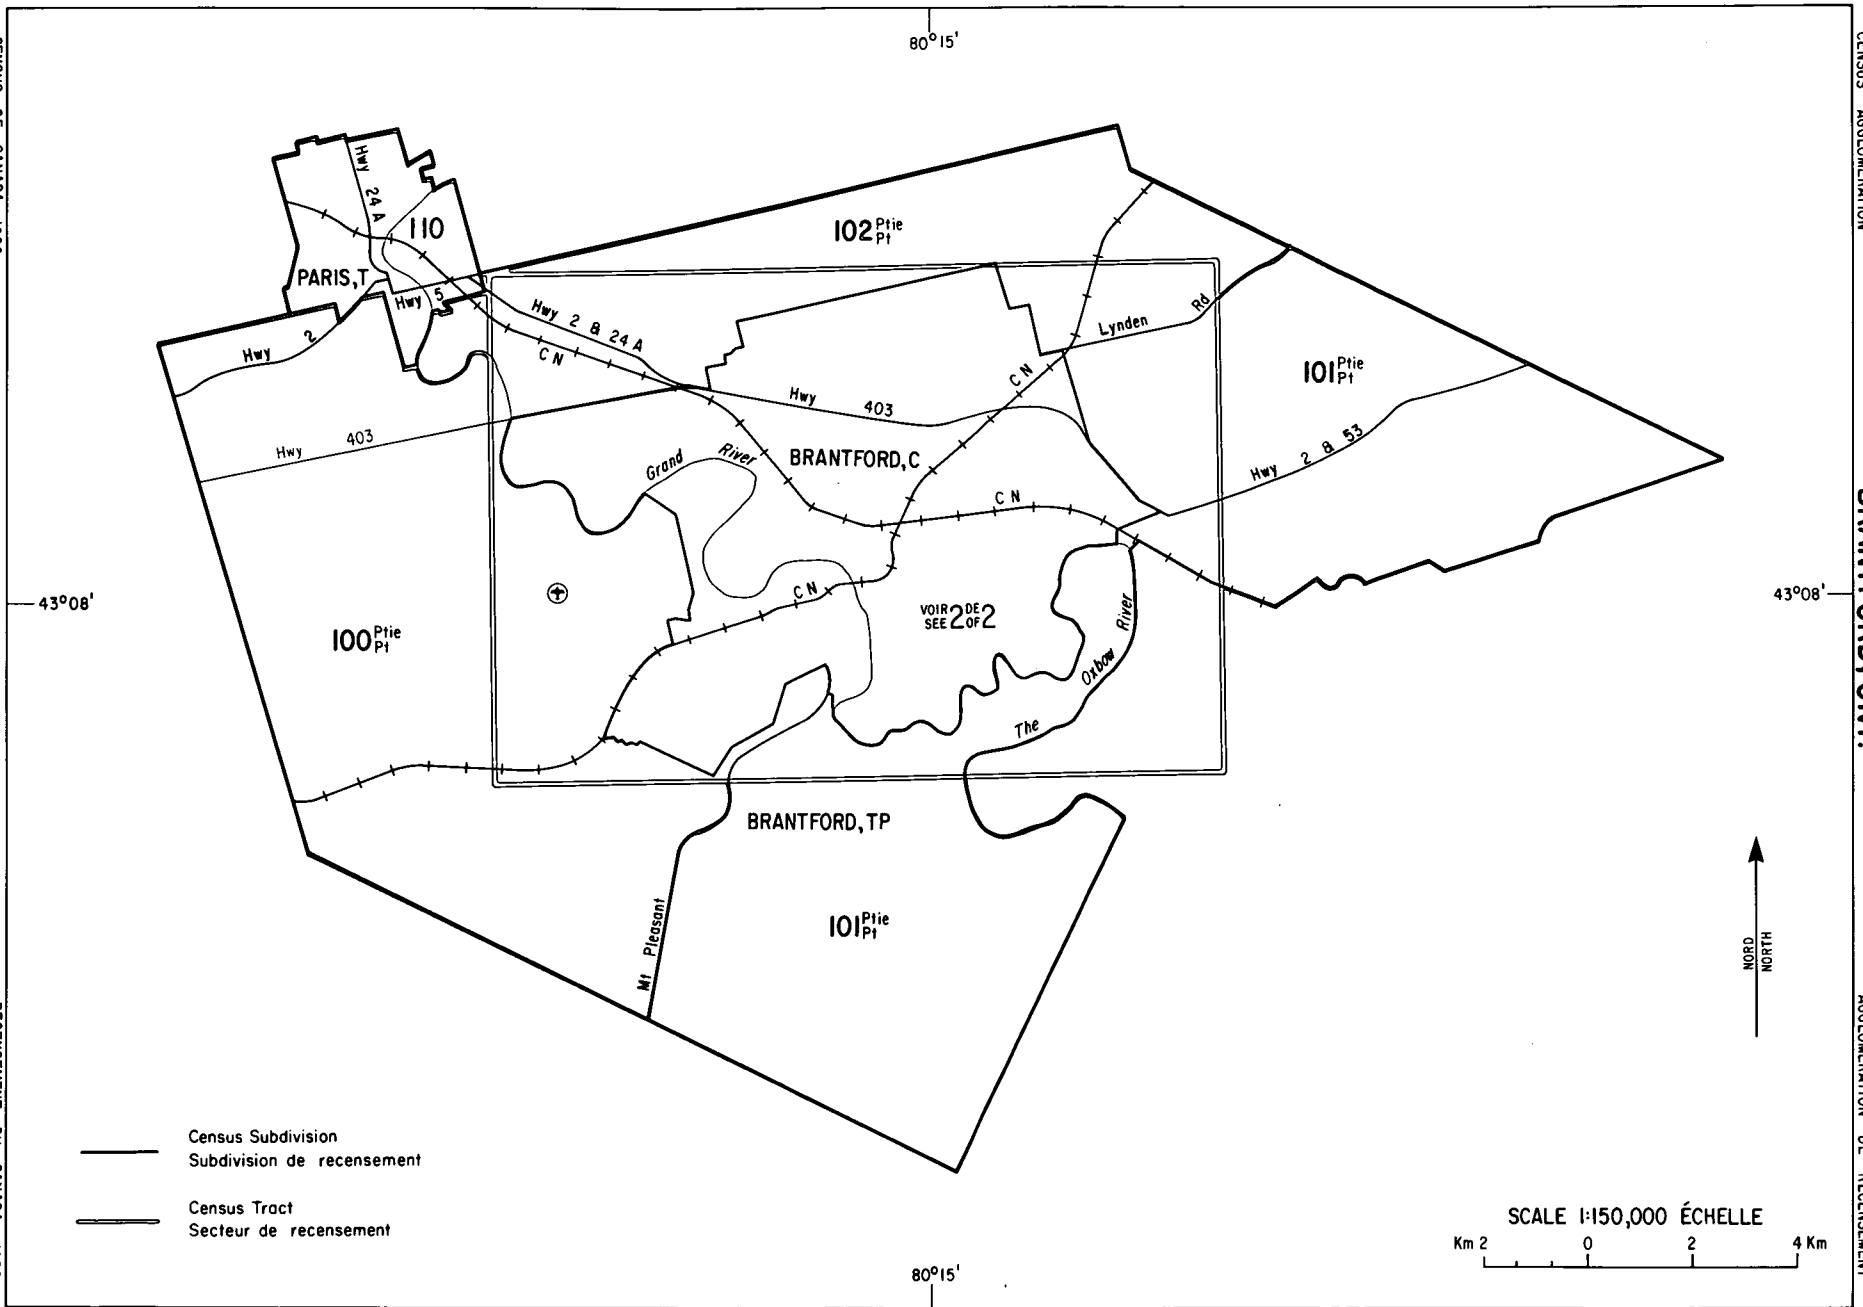 80°15'
Hwy 24 A
110
PARIS, T
Hwy 5
Hwy 2
102 Ptie Pt
Hwy 2 & 24 A
CN
Lynden Rd
101 Ptie Pt
CN
Hwy 403
Hwy 403
Grand River
BRANTFORD, C
Hwy 2 & 53
CN
43°08'
43°08'
CN
VOIR 2 DE 2
SEE 2 OF 2
100 Ptie Pt
The Oxbow River
BRANTFORD, TP
Mt Pleasant
101 Ptie Pt
NORD
NORTH
Census Subdivision
Subdivision de recensement
Census Tract
Secteur de recensement
SCALE 1:150,000 ÉCHELLE
Km 2 0 2 4 Km
80°15'